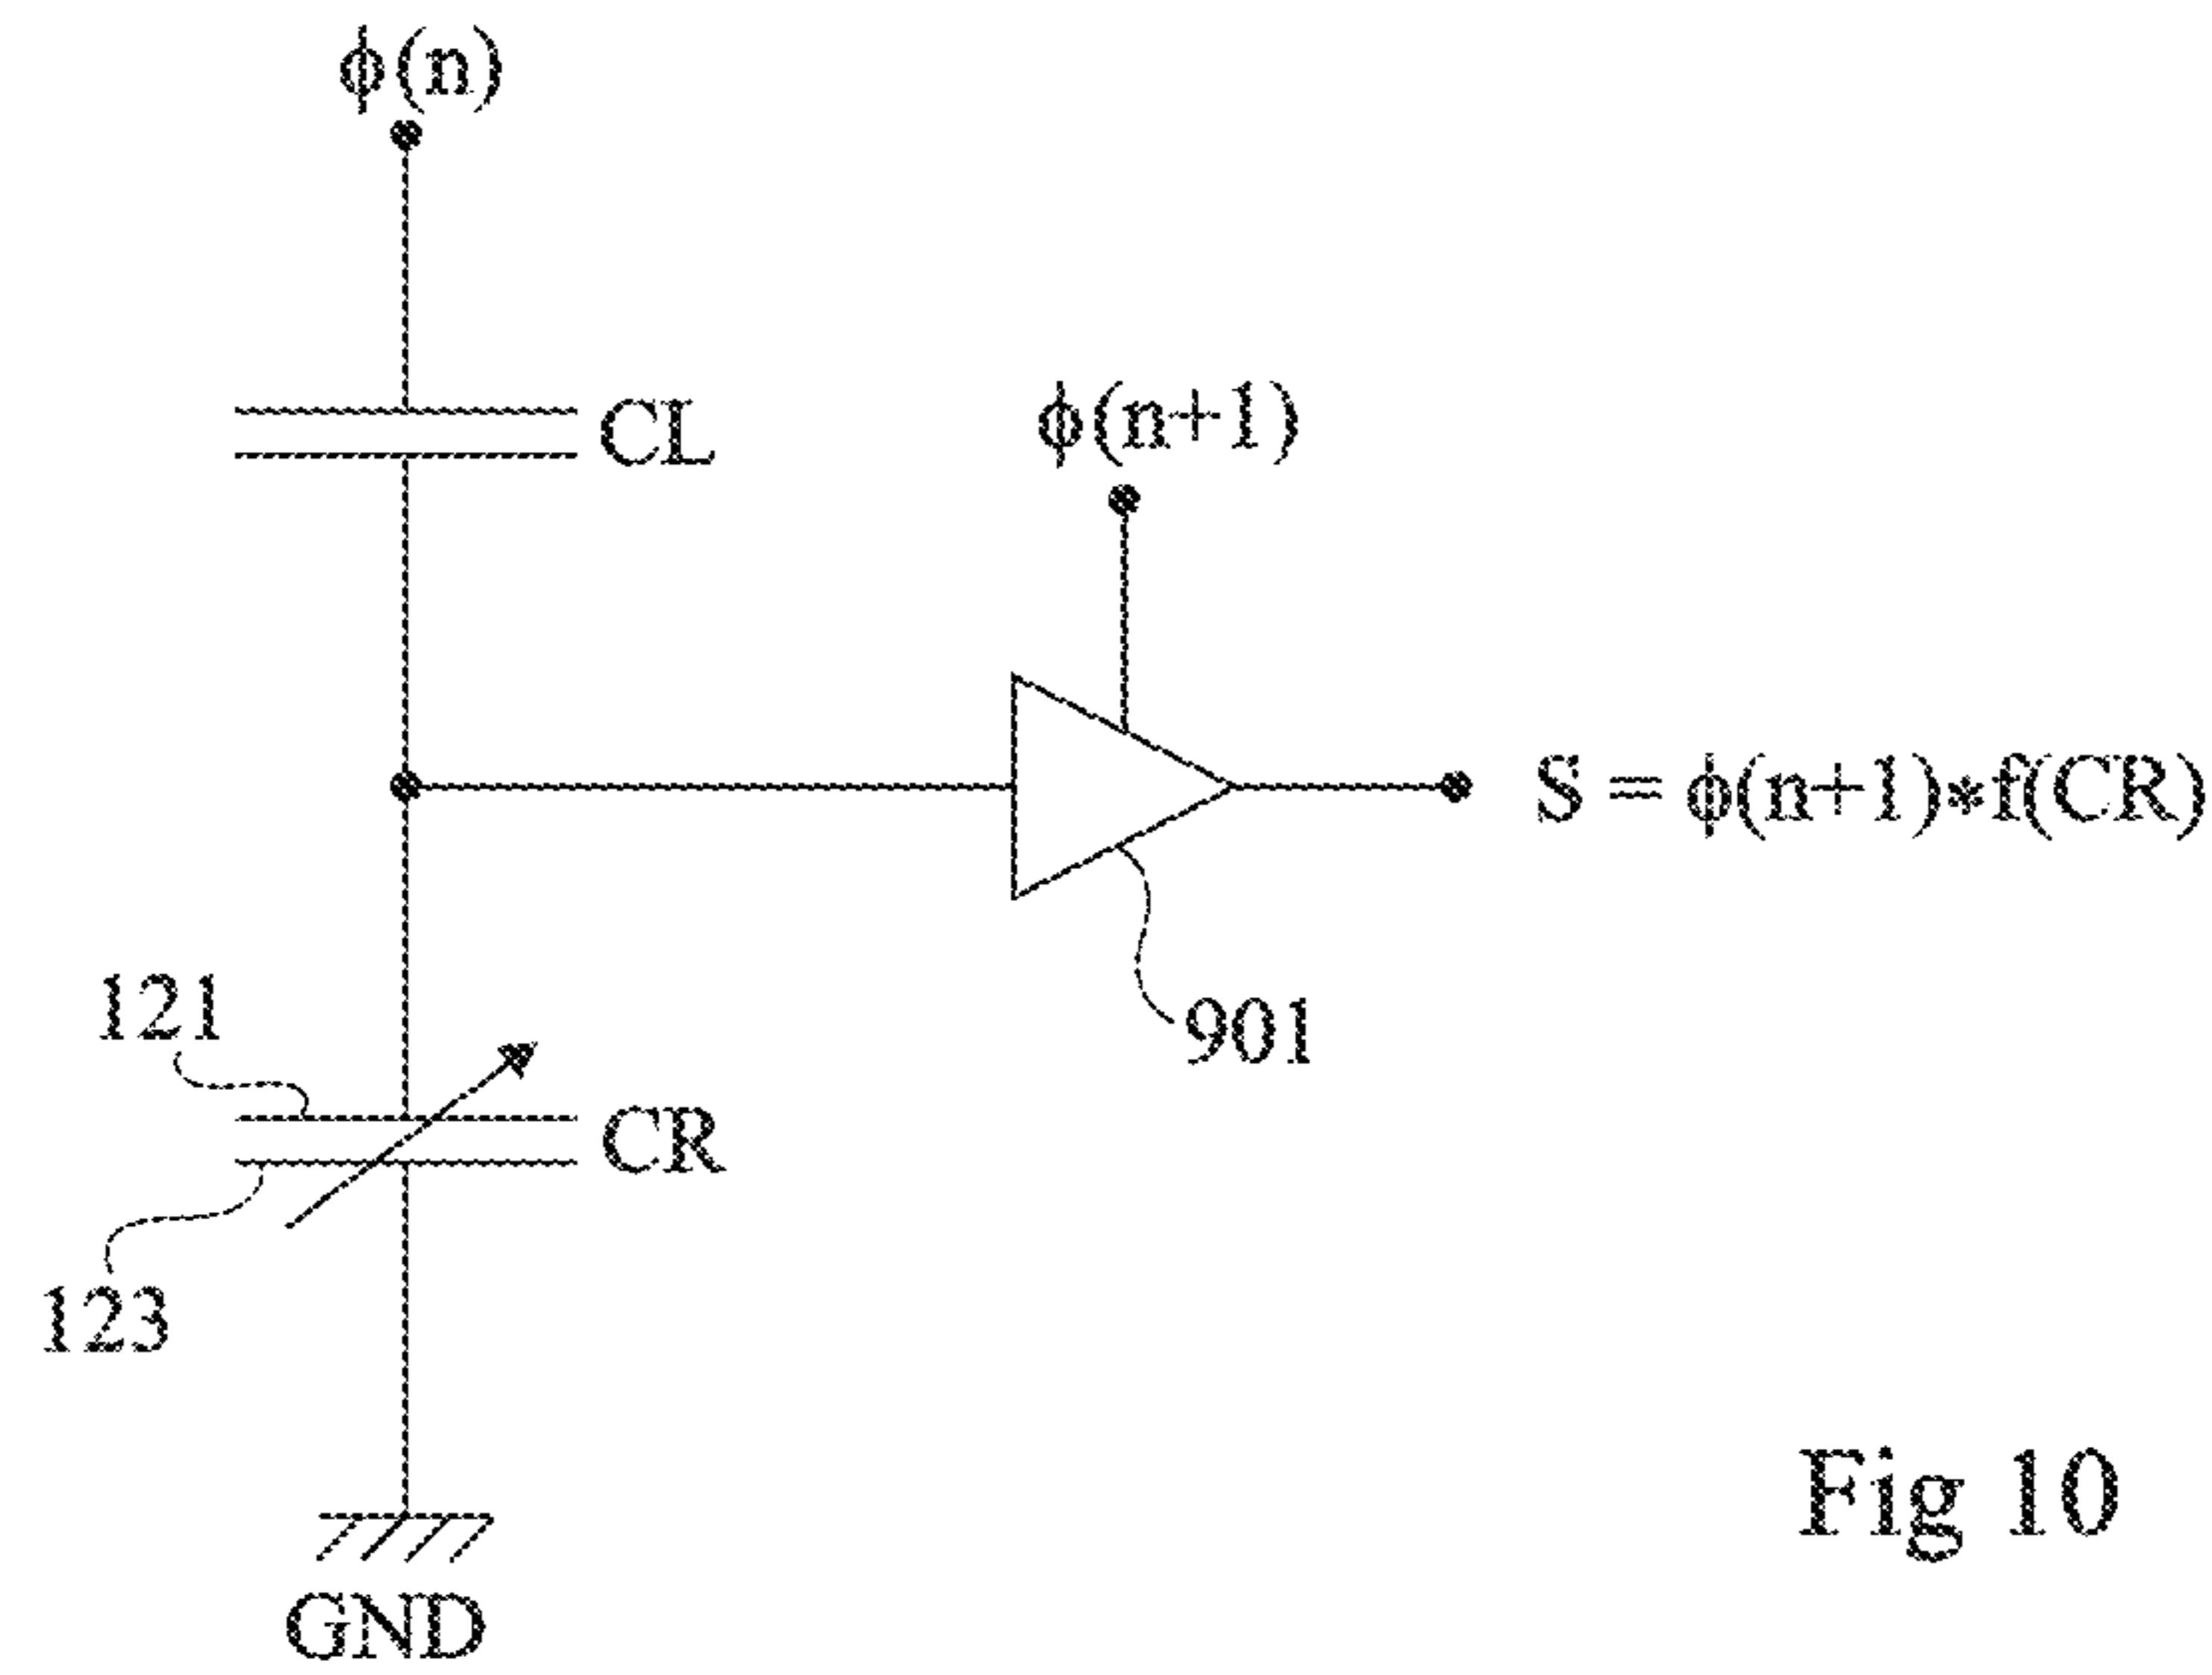 ϕ(n)
CL
ϕ(n+1)
S = ϕ(n+1)*f(CR)
901
121
CR
123
GND
Fig 10